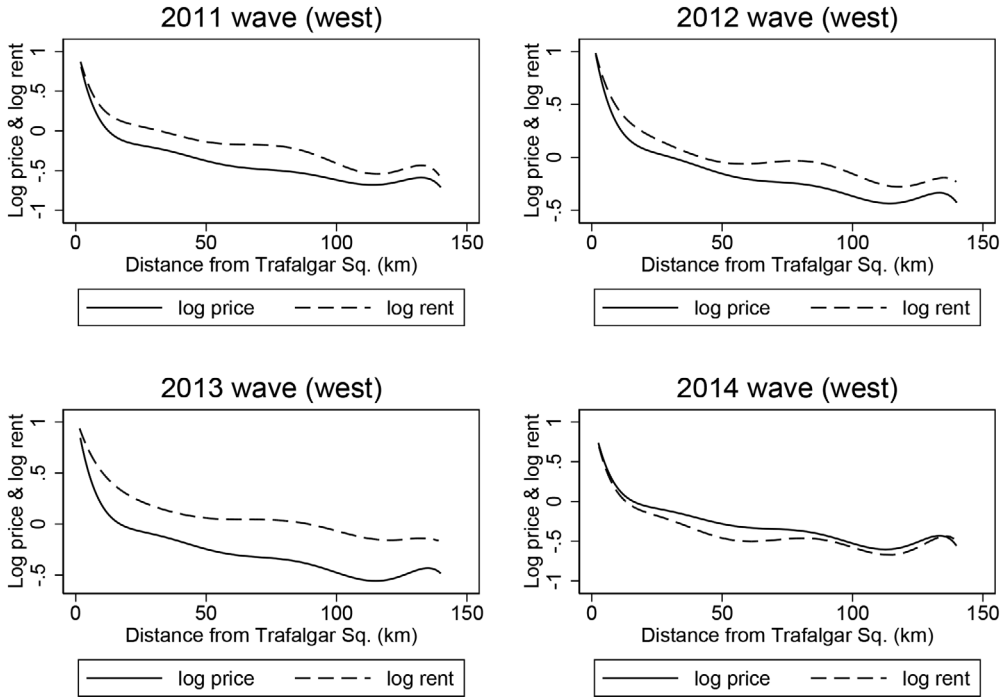 2011 wave (west)
Log price & log rent
1
.5
0
-.5
-1
0 50 100 150
Distance from Trafalgar Sq. (km)
log price log rent
2012 wave (west)
Log price & log rent
1
.5
0
-.5
0 50 100 150
Distance from Trafalgar Sq. (km)
log price log rent
2013 wave (west)
Log price & log rent
1
.5
0
-.5
0 50 100 150
Distance from Trafalgar Sq. (km)
log price log rent
2014 wave (west)
Log price & log rent
1
.5
0
-.5
-1
0 50 100 150
Distance from Trafalgar Sq. (km)
log price log rent